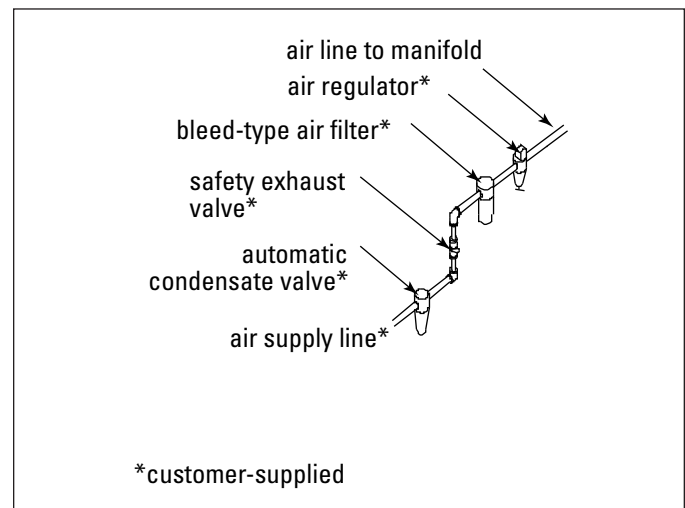 air line to manifold
air regulator*
bleed-type air filter*
safety exhaust
valve*
automatic
condensate valve*
air supply line*
*customer-supplied